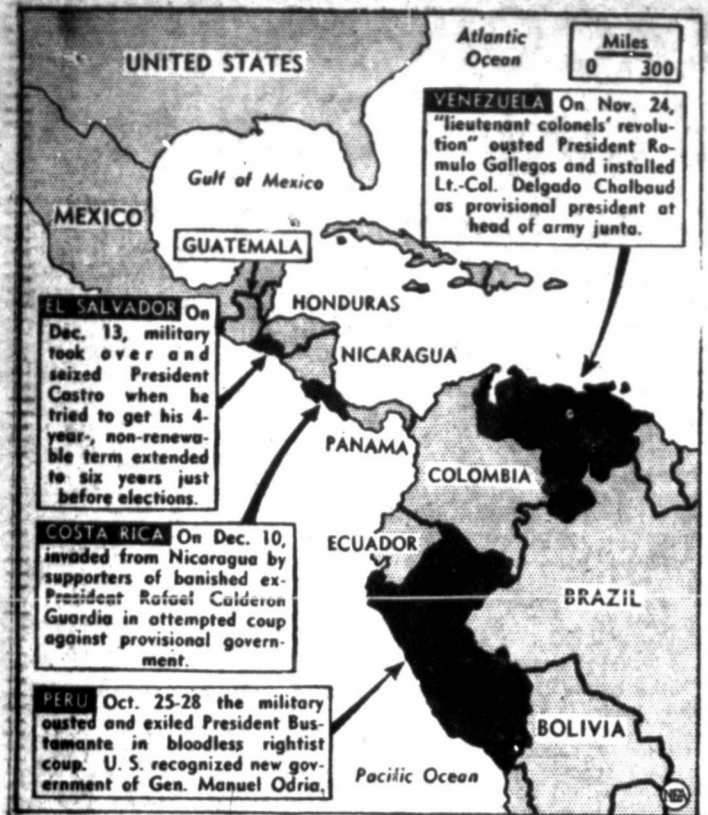 UNITED STATES
Atlantic
Ocean
Miles
0 300
VENEZUELA On Nov. 24,
"lieutenant colonels' revolu-
tion" ousted President Ro-
mulo Gallegos and installed
Lt.-Col. Delgado Chalbaud
as provisional president at
head of army junta.
Gulf of Mexico
MEXICO
GUATEMALA
HONDURAS
NICARAGUA
EL SALVADOR On
Dec. 13, military
took over and
seized President
Castro when he
tried to get his 4-
year-, non-renewa-
ble term extended
to six years just
before elections.
PANAMA
COLOMBIA
COSTA RICA On Dec. 10,
invaded from Nicaragua by
supporters of banished ex-
President Rafael Calderon
Guardia in attempted coup
against provisional govern-
ment.
ECUADOR
BRAZIL
PERU Oct. 25-28 the military
ousted and exiled President Bus-
tamante in bloodless rightist
coup. U. S. recognized new gov-
ernment of Gen. Manuel Odria.
BOLIVIA
Pacific Ocean
NEA